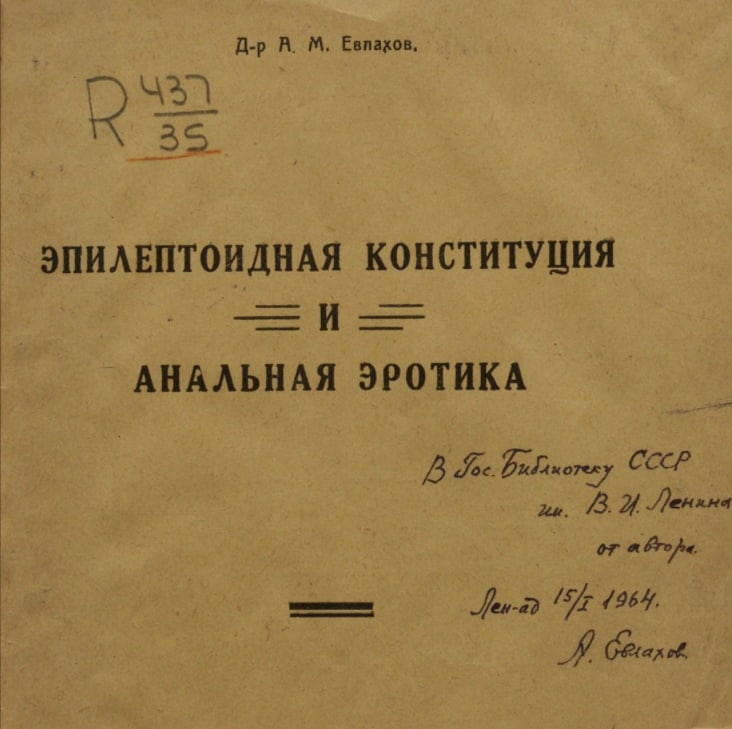 Д-р А. М. Евлахов.
R 437
35
ЭПИЛЕПТОИДНАЯ КОНСТИТУЦИЯ
И
АНАЛЬНАЯ ЭРОТИКА
В Гос. Библиотеку СССР
им. В. И. Ленина
от автора.
Лен-ад 15/I 1964.
А. Евлахов.